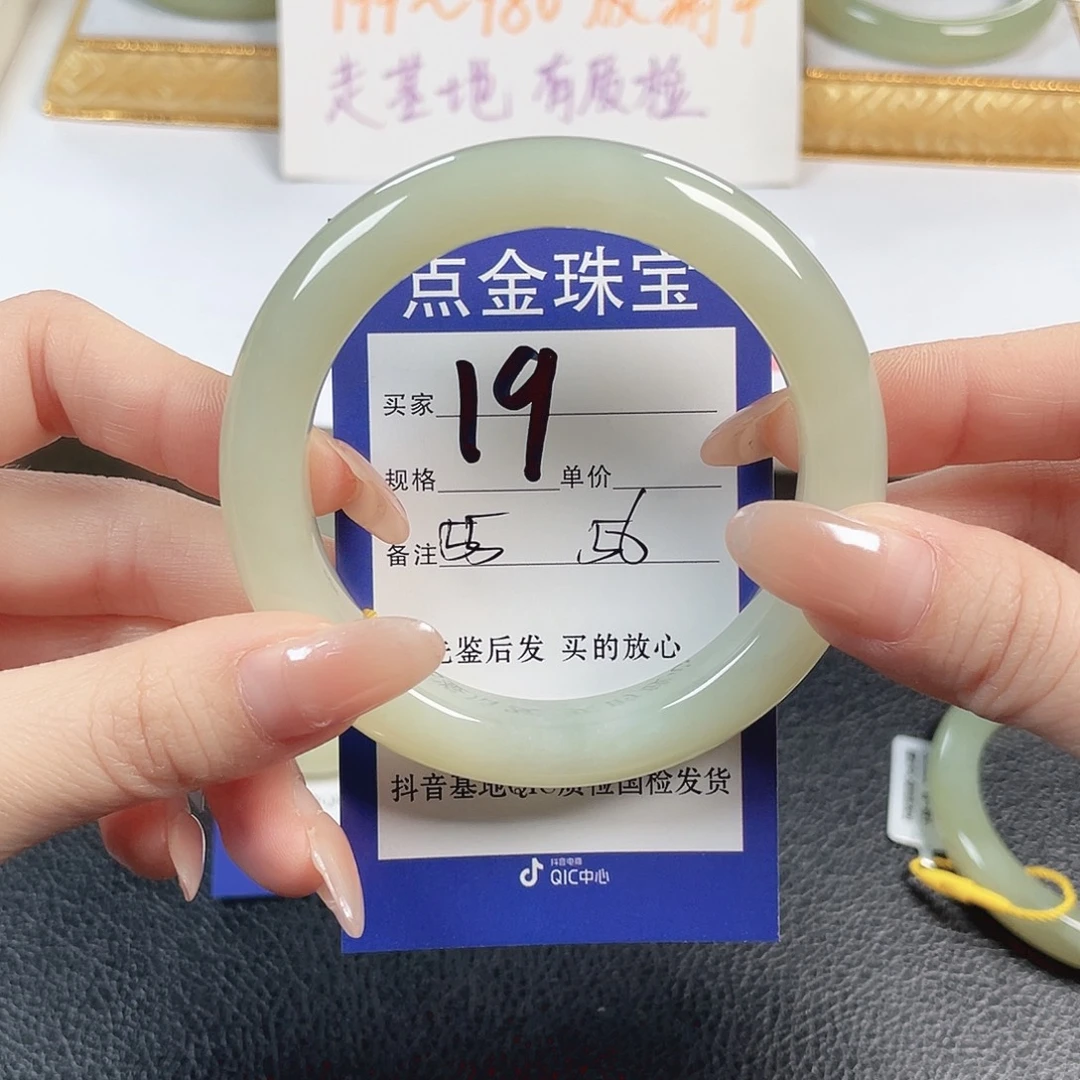 走基地 有质检
点金珠宝
买家 19
规格 单价
备注 56
鉴后发 买的放心
抖音基地QIC质检国检发货
抖音电商
QIC中心